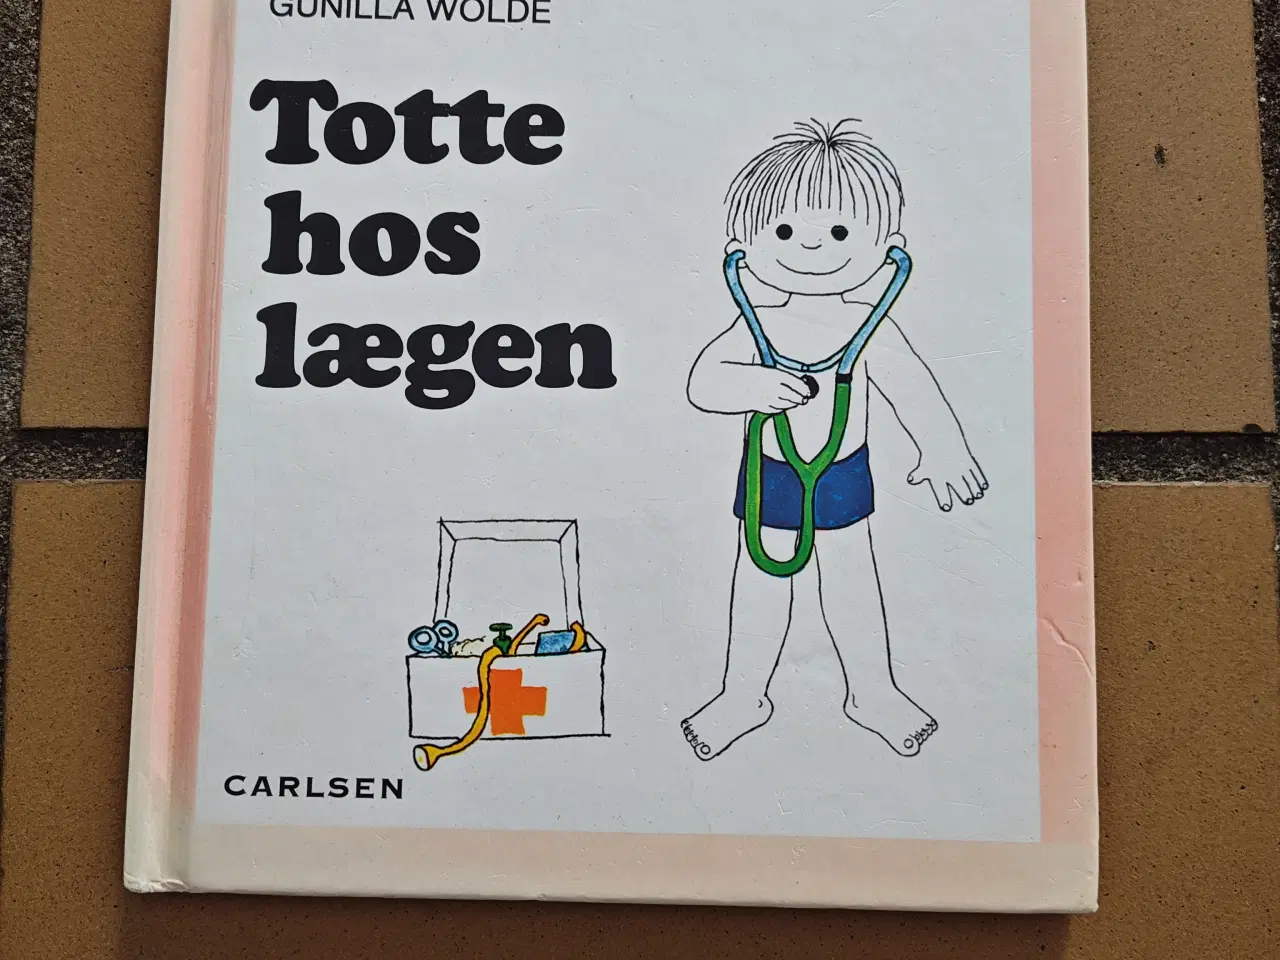 GUNILLA WOLDE
Totte
hos
lægen
CARLSEN